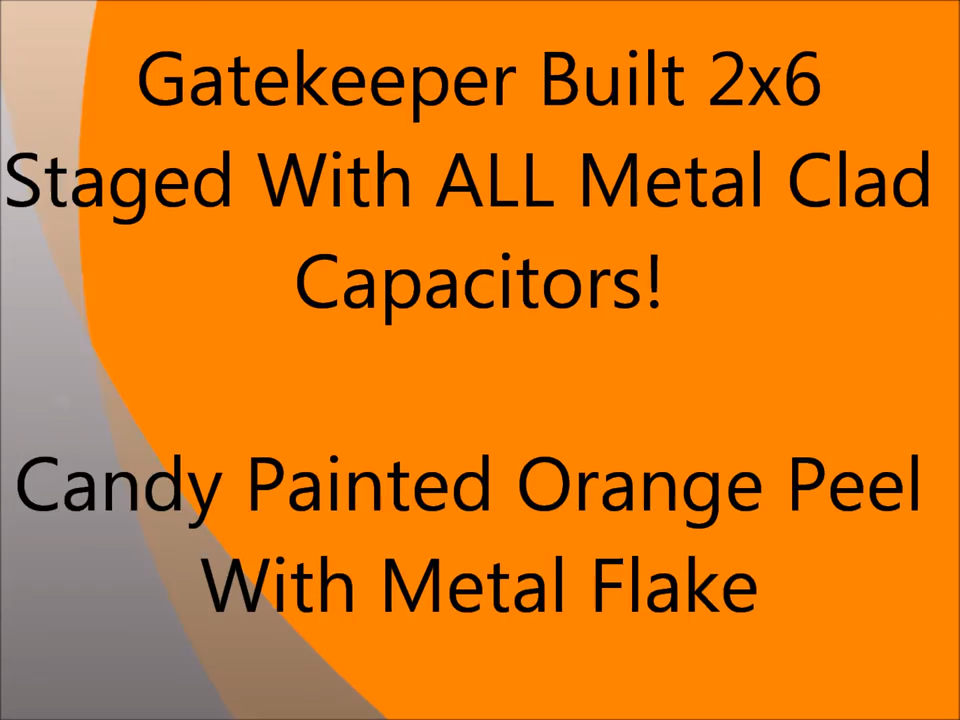 Gatekeeper Built 2x6
Staged With ALL Metal Clad
Capacitors!
Candy Painted Orange Peel
With Metal Flake